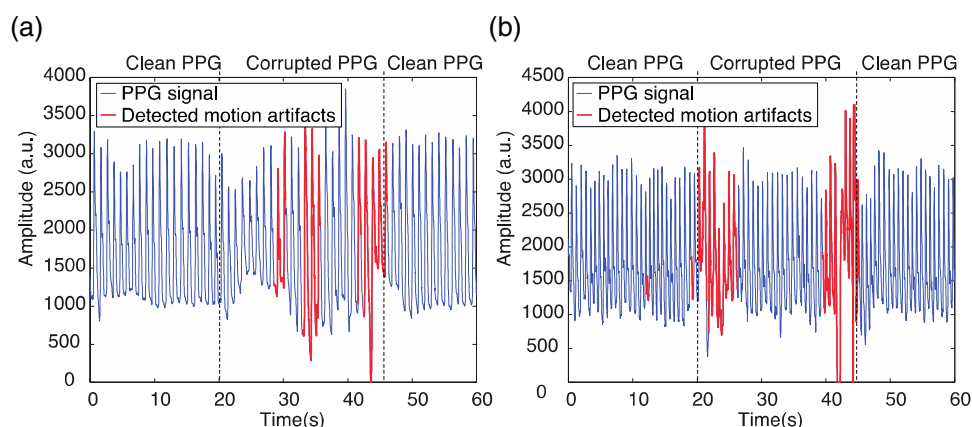 (a)
Clean PPG Corrupted PPG Clean PPG
4000
3500
3000
2500
2000
1500
1000
500
0
Amplitude (a.u.)
PPG signal
Detected motion artifacts
0 10 20 30 40 50 60
Time(s)
(b)
Clean PPG Corrupted PPG Clean PPG
4500
4000
3500
3000
2500
2000
1500
1000
500
0
Amplitude (a.u.)
PPG signal
Detected motion artifacts
0 10 20 30 40 50 60
Time(s)